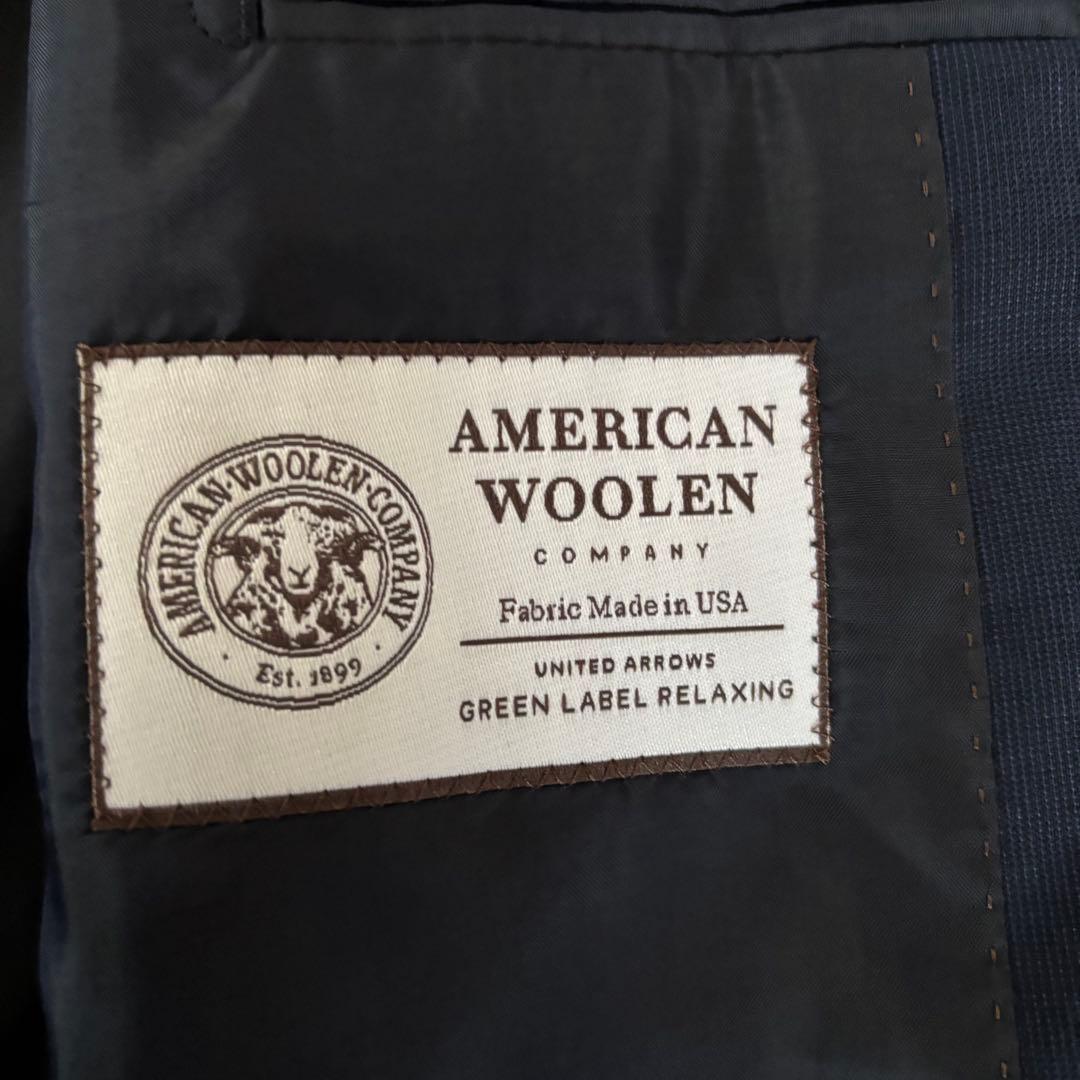 AMERICAN·WOOLEN·COMPANY
· Est. 1899 ·
AMERICAN
WOOLEN
COMPANY
Fabric Made in USA
UNITED ARROWS
GREEN LABEL RELAXING